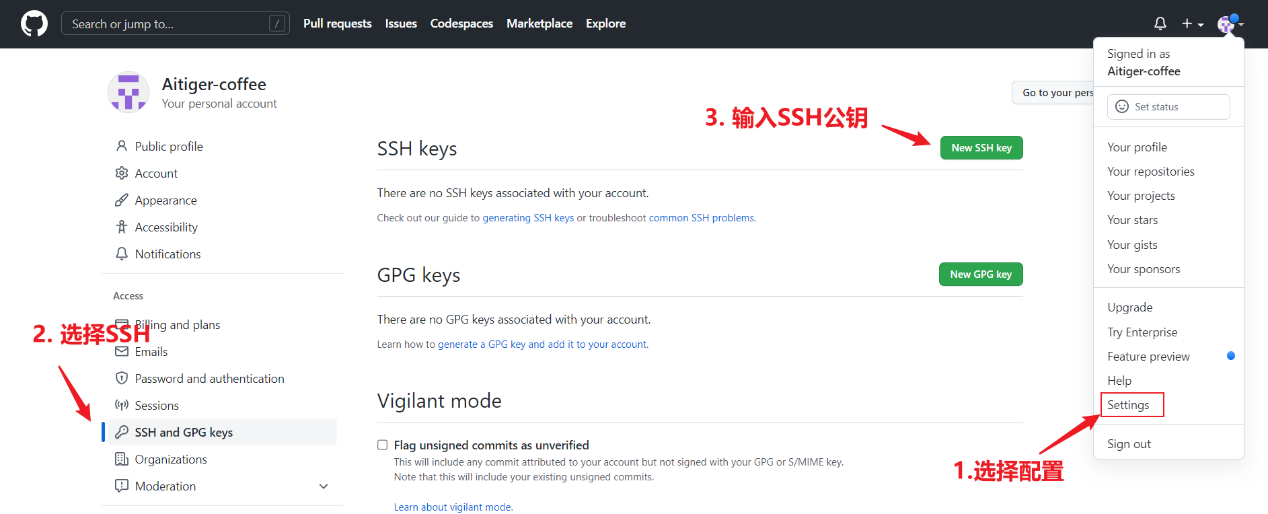 Search or jump to...
/
Pull requests
Issues
Codespaces
Marketplace
Explore
Aitiger-coffee
Your personal account
Go to your pers
Public profile
Account
Appearance
Accessibility
Notifications
Access
Billing and plans
Emails
Password and authentication
Sessions
SSH and GPG keys
Organizations
Moderation
2. 选择SSH
3. 输入SSH公钥
SSH keys
New SSH key
There are no SSH keys associated with your account.
Check out our guide to generating SSH keys or troubleshoot common SSH problems.
GPG keys
New GPG key
There are no GPG keys associated with your account.
Learn how to generate a GPG key and add it to your account.
Vigilant mode
Flag unsigned commits as unverified
This will include any commit attributed to your account but not signed with your GPG or S/MIME key.
Note that this will include your existing unsigned commits.
Learn about vigilant mode.
Signed in as
Aitiger-coffee
Set status
Your profile
Your repositories
Your projects
Your stars
Your gists
Your sponsors
Upgrade
Try Enterprise
Feature preview
Help
Settings
Sign out
1.选择配置